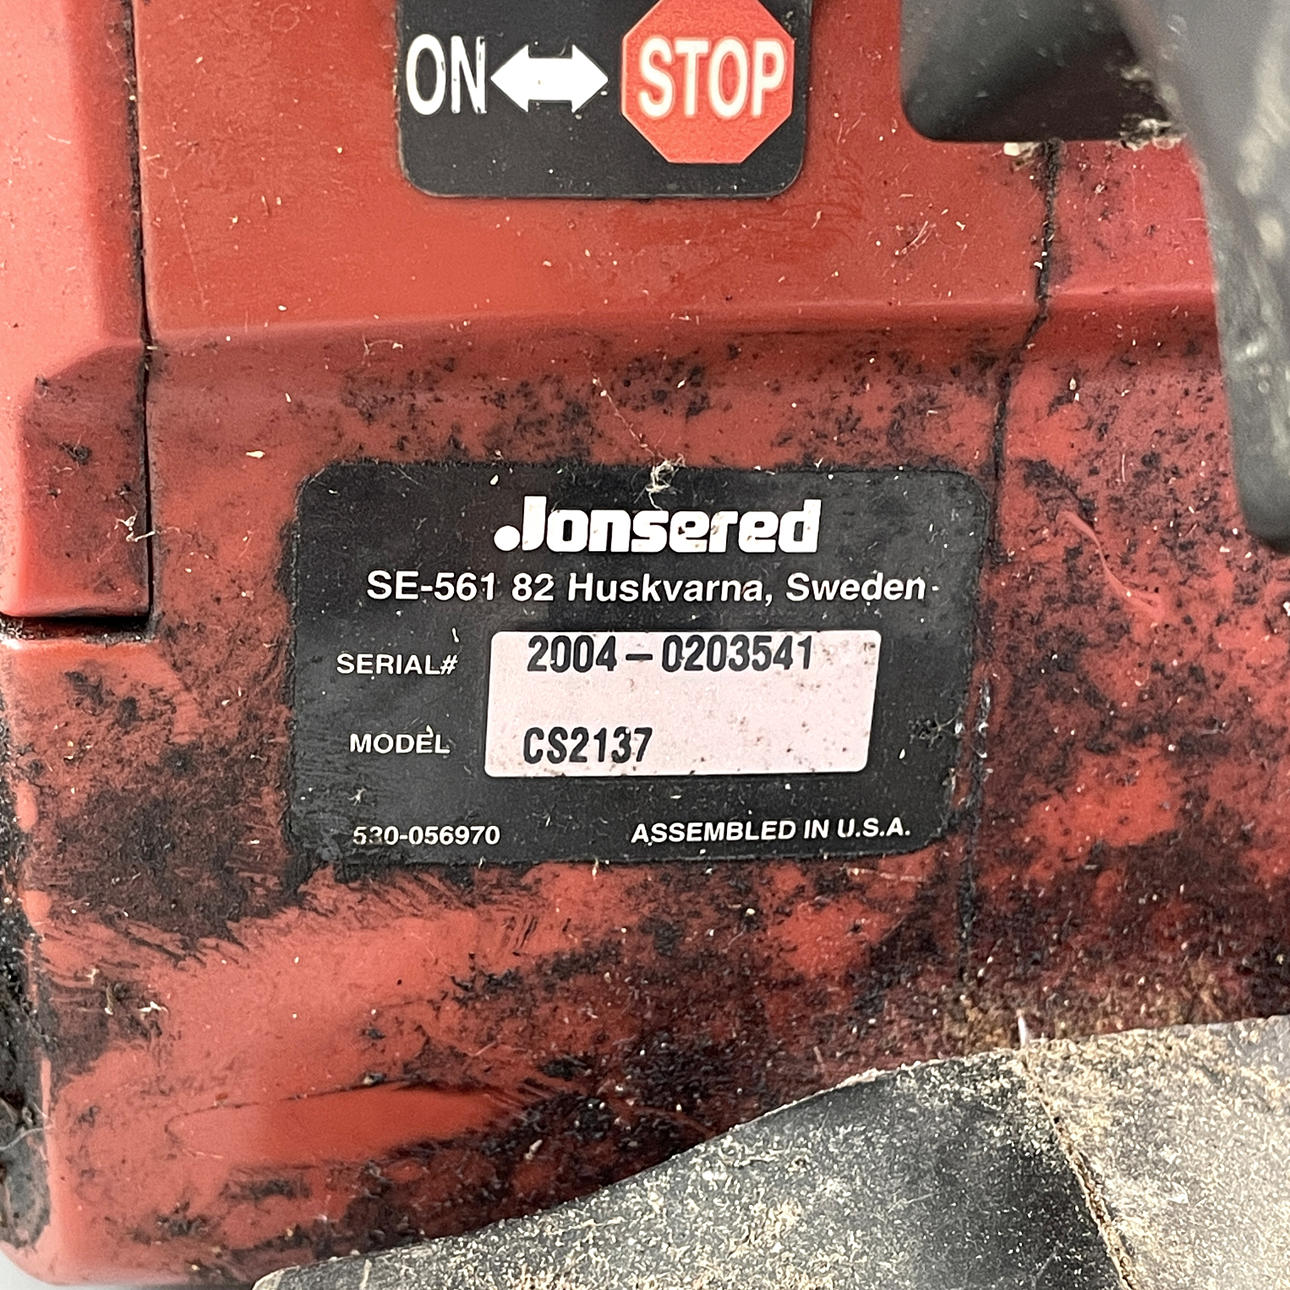 ON STOP
Jonsered
SE-561 82 Huskvarna, Sweden
SERIAL# 2004-0203541
MODEL CS2137
530-056970 ASSEMBLED IN U.S.A.